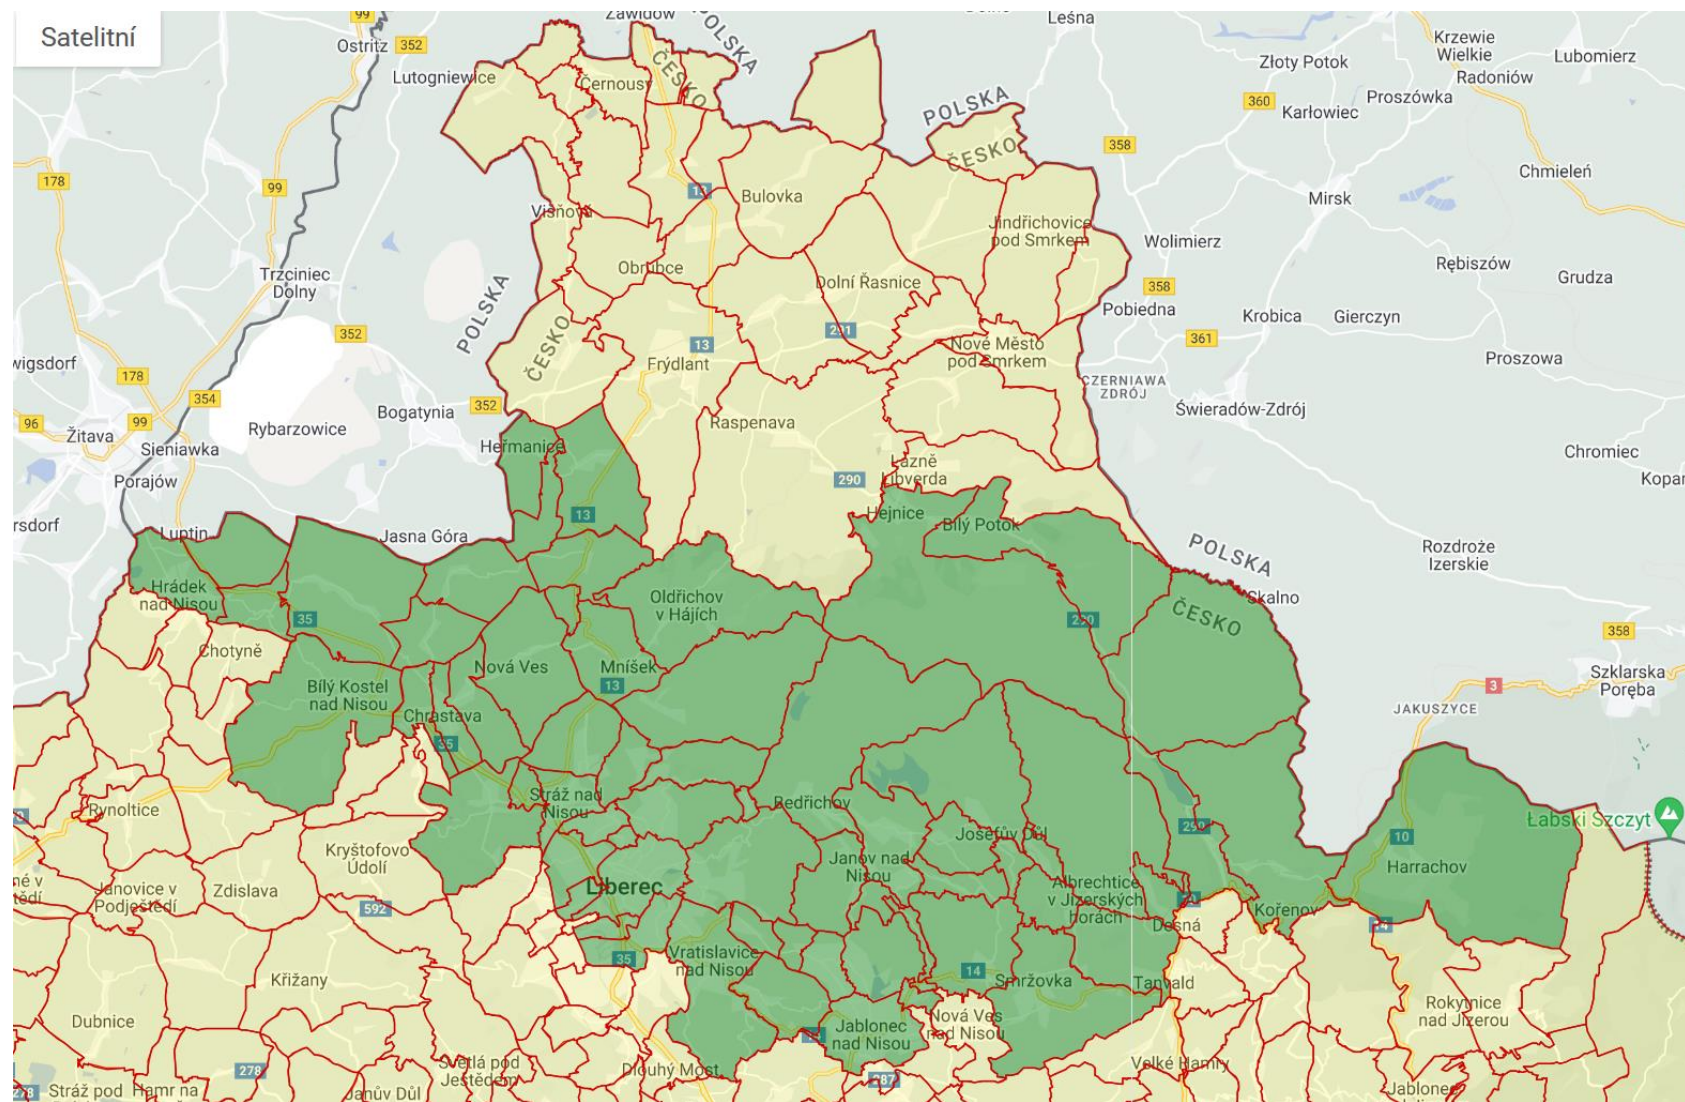 Satelitní
99
Zawidów
POLSKA
Leśna
Ostritz
352
Lutogniewice
Černousy
ČESKO
Krzewie
Wielkie
Lubomierz
Złoty Potok
Radoniów
360
Proszówka
Karłowiec
POLSKA
ČESKO
358
178
99
13
Bulovka
Chmieleń
Mirsk
Višňová
Jindřichovice
pod Smrkem
Wolimierz
Trzciniec
Dolny
Obrubce
Dolní Řasnice
358
Rębiszów
Grudza
POLSKA
ČESKO
352
291
Pobiedna
Krobica
Gierczyn
13
Nové Město
pod Smrkem
361
Proszowa
wigsdorf
Frýdlant
178
354
CZERNIAWA
ZDRÓJ
352
Bogatynia
Świeradów-Zdrój
96
99
Žitava
Rybarzowice
Raspenava
Sieniawka
Heřmanice
Chromiec
Lázně
Libverda
Porajów
290
Kopar
rsdorf
13
Hejnice
Bílý Potok
Luptin
Jasna Góra
POLSKA
Rozdroże
Izerskie
Hrádek
nad Nisou
Oldřichov
v Hájích
Skalno
ČESKO
35
290
358
Chotyně
Nová Ves
Mníšek
13
Szklarska
Poręba
3
Bílý Kostel
nad Nisou
Chrastava
35
JAKUSZYCE
Rynoltice
Stráž nad
Nisou
Bedřichov
290
Łabski Szczyt
Josefův Důl
10
Kryštofovo
Údolí
Janov nad
Nisou
Harrachov
né v
tědí
Janovice v
Podještědí
Zdislava
Liberec
Albrechtice
v Jizerských
horách
592
Desná
Kořenov
14
Vratislavice
nad Nisou
35
14
Smržovka
Tanvald
Křižany
Rokytnice
nad Jizerou
Dubnice
Jablonec
nad Nisou
Nová Ves
nad Nisou
278
Světlá pod
Ještědem
Dlouhý Most
287
Velké Hamry
278
Stráž pod
Hamr na
Janův Důl
Jablonec